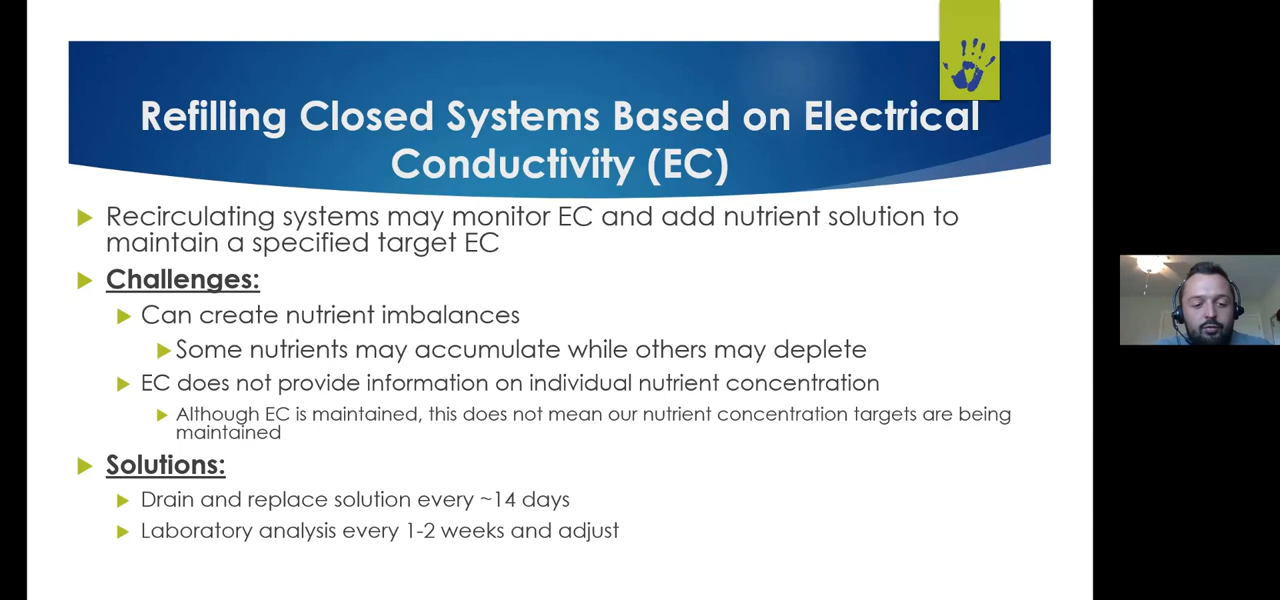 Refilling Closed Systems Based on Electrical
Conductivity (EC)
Recirculating systems may monitor EC and add nutrient solution to
maintain a specified target EC
Challenges:
Can create nutrient imbalances
Some nutrients may accumulate while others may deplete
EC does not provide information on individual nutrient concentration
Although EC is maintained, this does not mean our nutrient concentration targets are being
maintained
Solutions:
Drain and replace solution every ~14 days
Laboratory analysis every 1-2 weeks and adjust